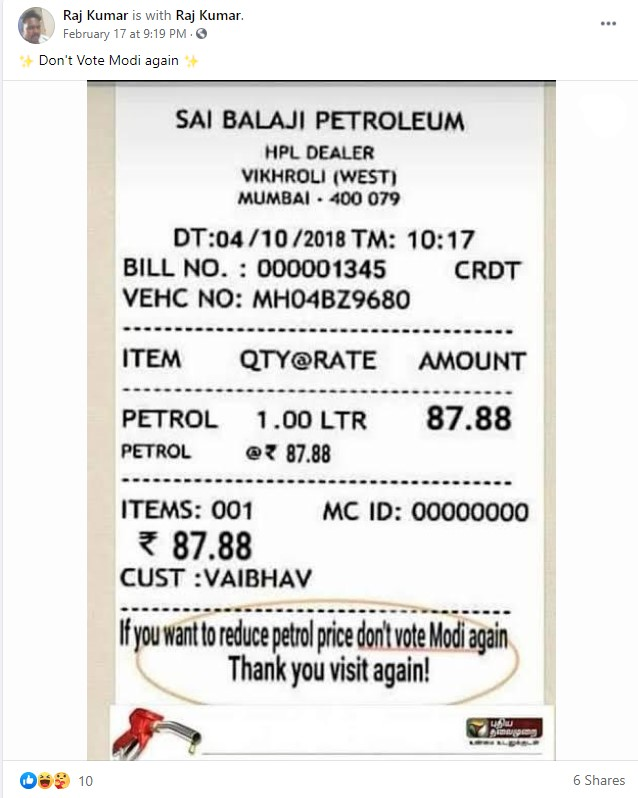 Raj Kumar is with Raj Kumar.
February 17 at 9:19 PM ·
✨ Don't Vote Modi again ✨
SAI BALAJI PETROLEUM
HPL DEALER
VIKHROLI (WEST)
MUMBAI - 400 079
DT:04/10/2018 TM: 10:17
BILL NO. : 000001345 CRDT
VEHC NO: MH04BZ9680
ITEM QTY@RATE AMOUNT
PETROL 1.00 LTR 87.88
PETROL @₹ 87.88
ITEMS: 001 MC ID: 00000000
₹ 87.88
CUST :VAIBHAV
If you want to reduce petrol price don't vote Modi again
Thank you visit again!
புதிய
தலைமுறை
உண்மை உடனுக்குடன்
10 6 Shares